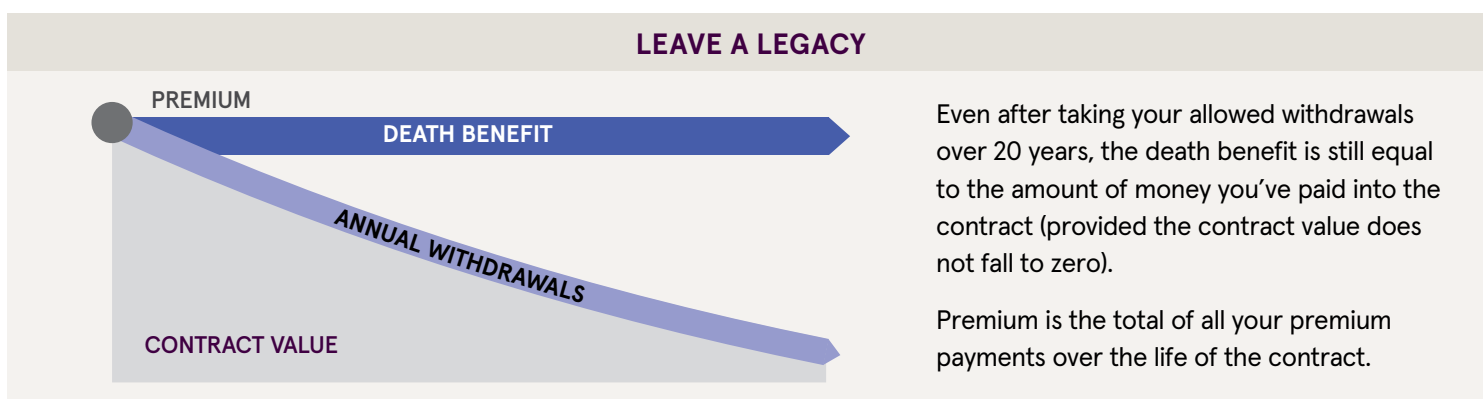 LEAVE A LEGACY
PREMIUM
DEATH BENEFIT
ANNUAL WITHDRAWALS
CONTRACT VALUE
Even after taking your allowed withdrawals
over 20 years, the death benefit is still equal
to the amount of money you’ve paid into the
contract (provided the contract value does
not fall to zero).
Premium is the total of all your premium
payments over the life of the contract.